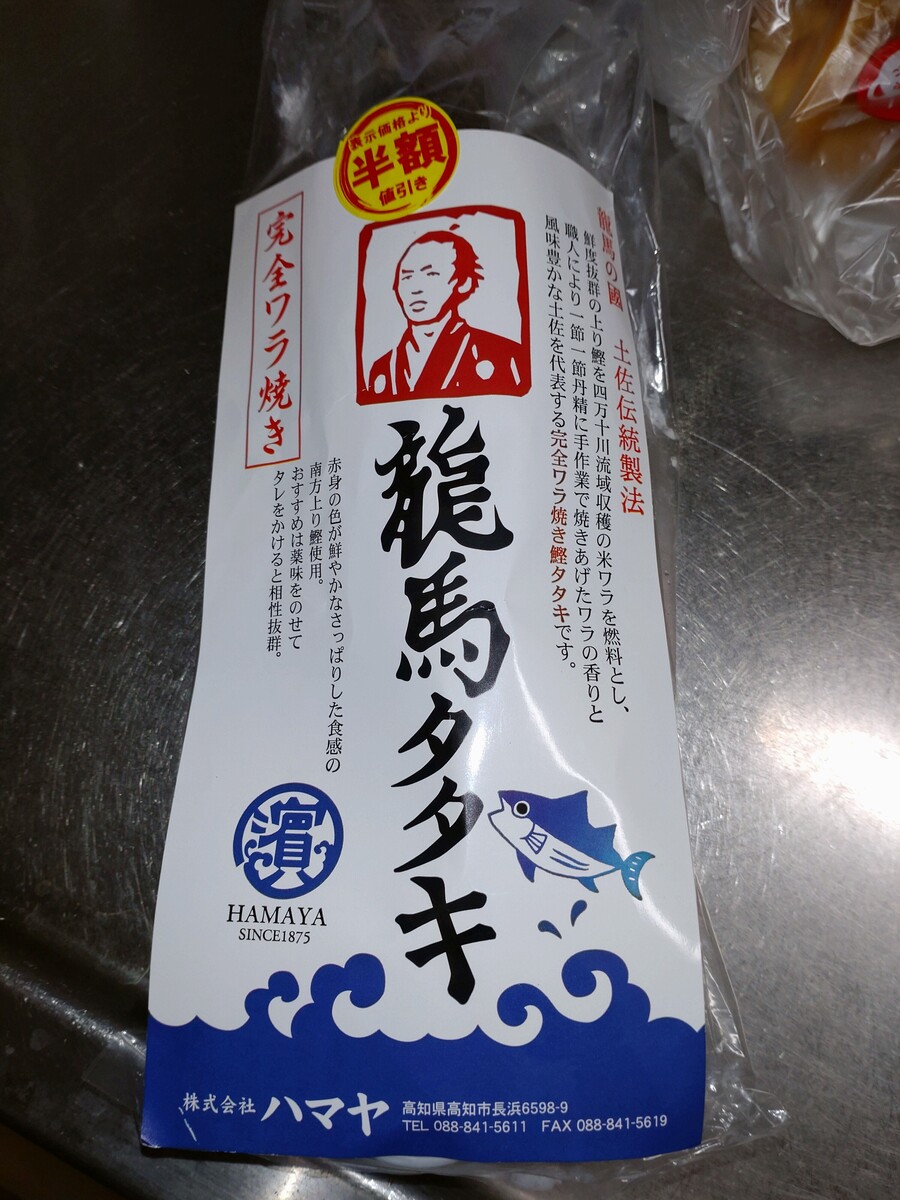 表示価格より
半額
値引き
龍馬の國 土佐伝統製法
鮮度抜群の上り鰹を四万十川流域収穫の米ワラを燃料とし、
職人により一節一節丹精に手作業で焼きあげたワラの香りと
風味豊かな土佐を代表する完全ワラ焼き鰹タタキです。
龍馬タタキ
完全ワラ焼き
赤身の色が鮮やかなさっぱりした食感の
南方上り鰹使用。
おすすめは薬味をのせて
タレをかけると相性抜群。
濵
HAMAYA
SINCE1875
株式会社 ハマヤ
高知県高知市長浜6598-9
TEL 088-841-5611 FAX 088-841-5619